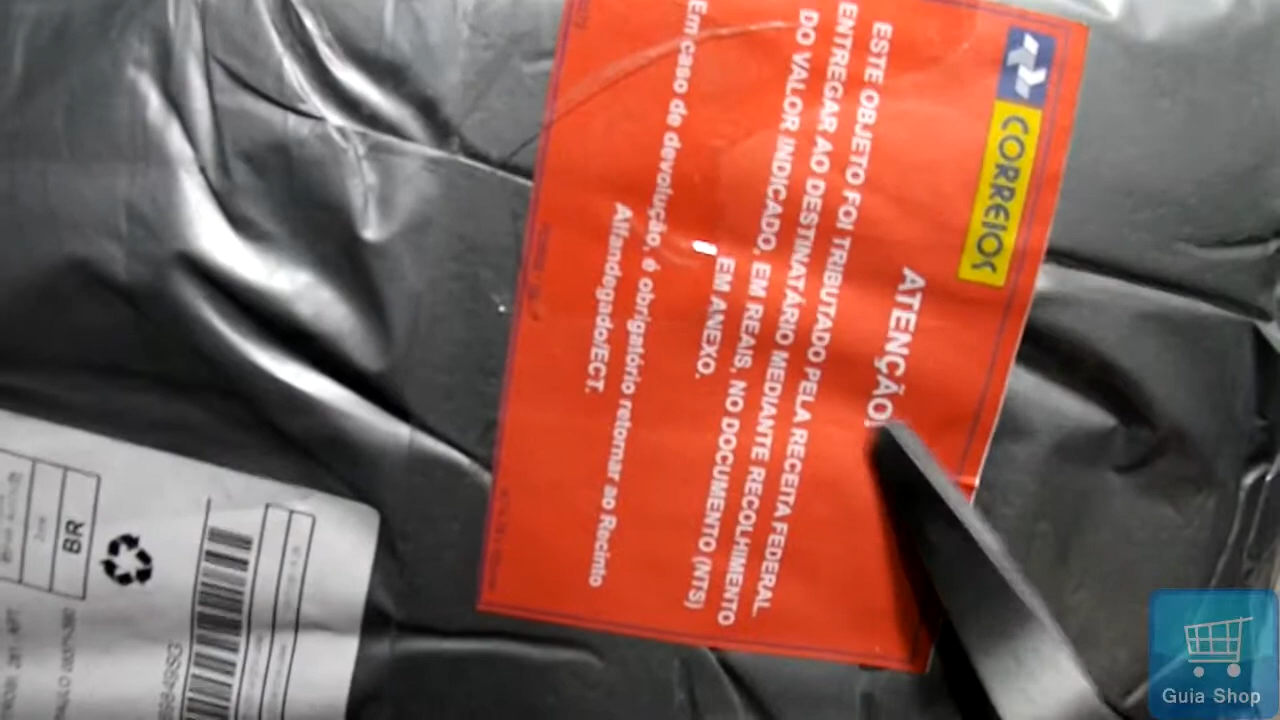 CORREIOS
ATENÇÃO!
ESTE OBJETO FOI TRIBUTADO PELA RECEITA FEDERAL
ENTREGAR AO DESTINATÁRIO MEDIANTE RECOLHIMENTO
DO VALOR INDICADO, EM REAIS, NO DOCUMENTO (NTS)
EM ANEXO.
Em caso de devolução, é obrigatório retornar ao Recinto
Alfandegado/ECT.
BR
Guia Shop